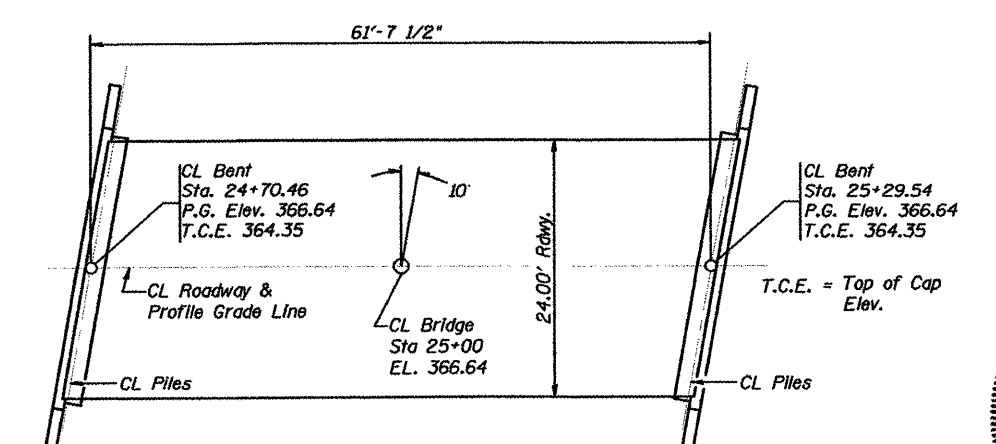 61'-7 1/2"
CL Bent
Sta. 24+70.46
P.G. Elev. 366.64
T.C.E. 364.35
10°
CL Bent
Sta. 25+29.54
P.G. Elev. 366.64
T.C.E. 364.35
24.00' Rdwy.
CL Roadway &
Profile Grade Line
T.C.E. = Top of Cap
Elev.
CL Bridge
Sta 25+00
EL. 366.64
CL Piles
CL Piles